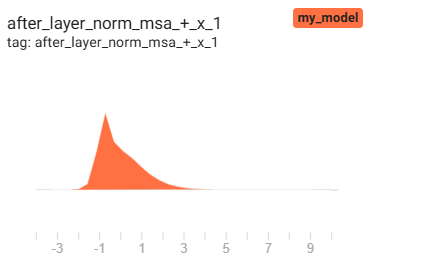 after_layer_norm_msa_+_x_1
my_model
tag: after_layer_norm_msa_+_x_1
-3 -1 1 3 5 7 9